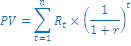 PV = \sum_{t=1}^{n} R_t \times \left( \frac{1}{1+r} \right)^t